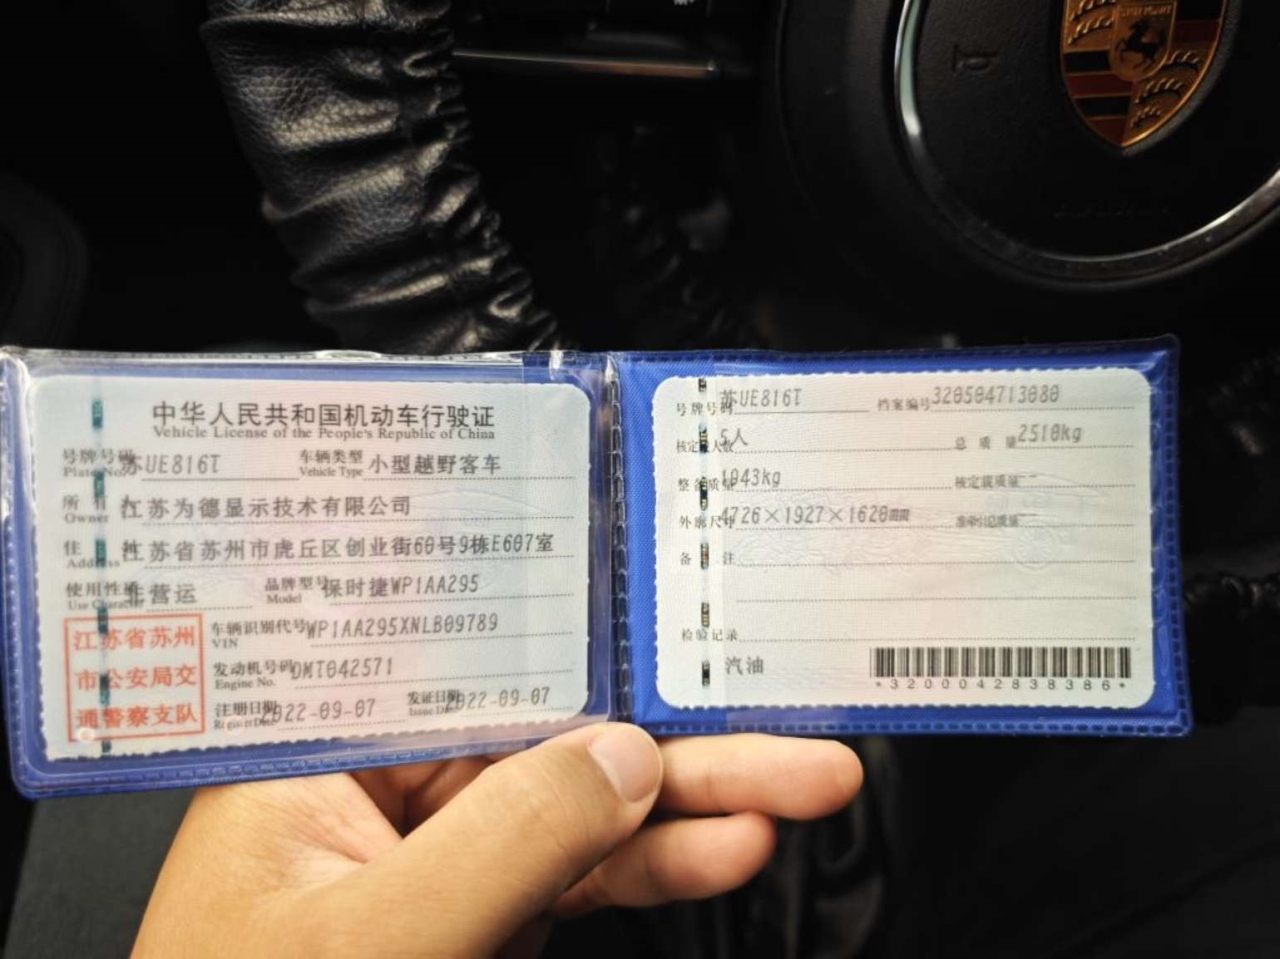 中华人民共和国机动车行驶证
Vehicle License of the People's Republic of China
号牌号码 苏UE816T 车辆类型 小型越野客车
Plate No. Vehicle Type
所有人 江苏为德显示技术有限公司
Owner
住址 江苏省苏州市虎丘区创业街60号9栋E607室
Address
使用性质 非营运 品牌型号 保时捷WP1AA295
Use Character Model
江苏省苏州
市公安局交
通警察支队
车辆识别代号 WP1AA295XNLB09789
VIN
发动机号码 DMT042571
Engine No.
注册日期 2022-09-07 发证日期 2022-09-07
Register Date Issue Date
号牌号码 苏UE816T 档案编号 320504713080
核定载人数 5人 总质量 2510kg
整备质量 1943kg 核定载质量 --
外廓尺寸 4726×1927×1620mm 准牵引总质量 --
备注
检验记录
汽油
*3200042838386*